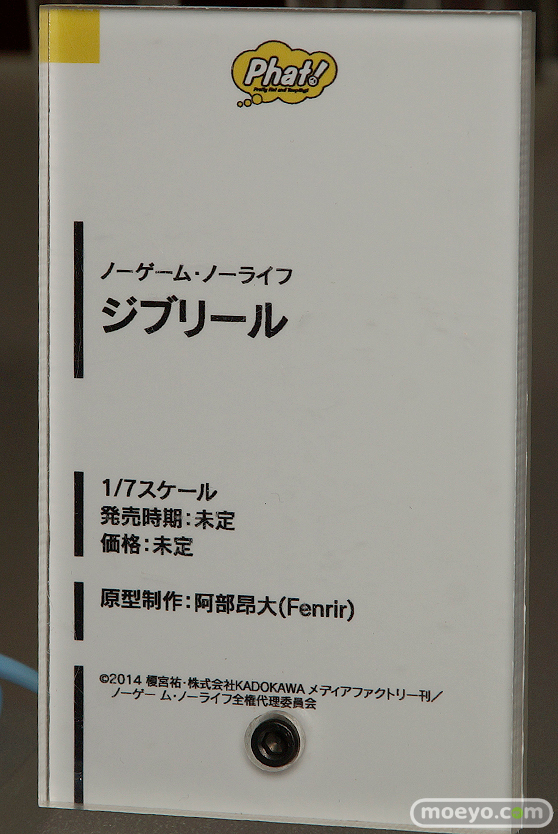 Phat!
ノーゲーム・ノーライフ
ジブリール
1/7スケール
発売時期：未定
価格：未定
原型制作：阿部昂大(Fenrir)
©2014 榎宮祐・株式会社KADOKAWA メディアファクトリー刊／
ノーゲーム・ノーライフ全権代理委員会
moeyo.com